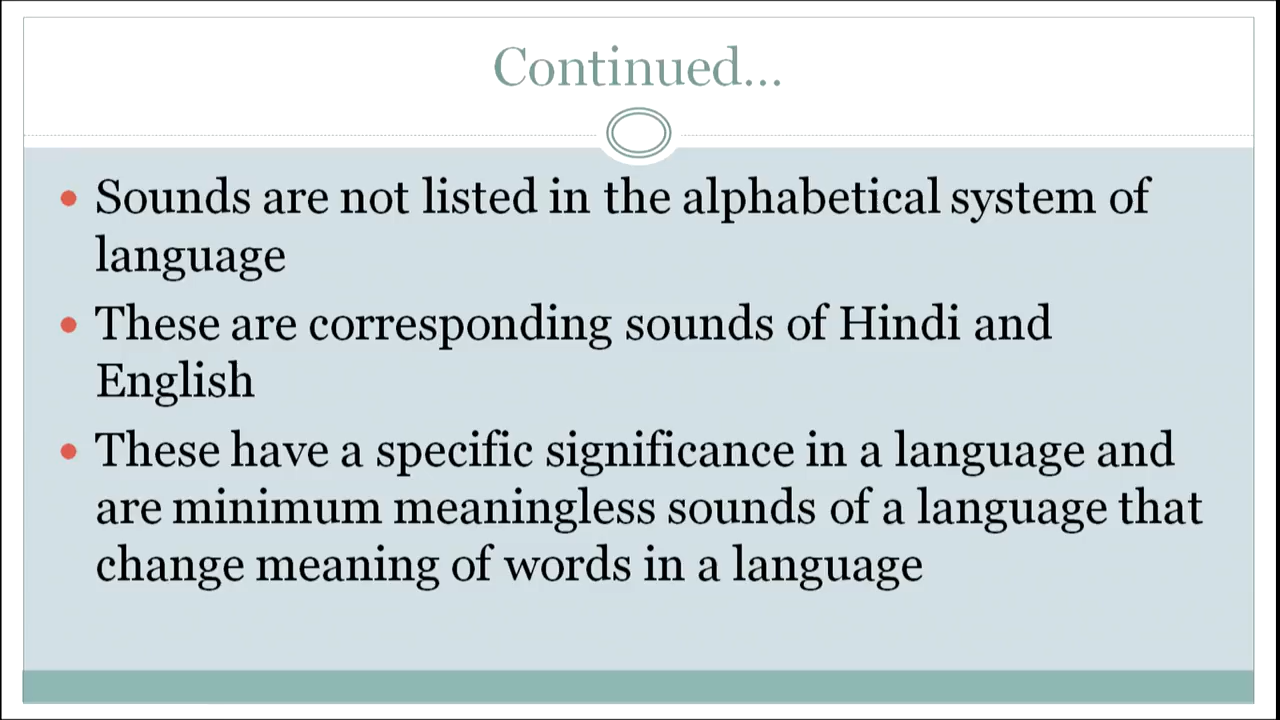 Continued...
• Sounds are not listed in the alphabetical system of
language
• These are corresponding sounds of Hindi and
English
• These have a specific significance in a language and
are minimum meaningless sounds of a language that
change meaning of words in a language